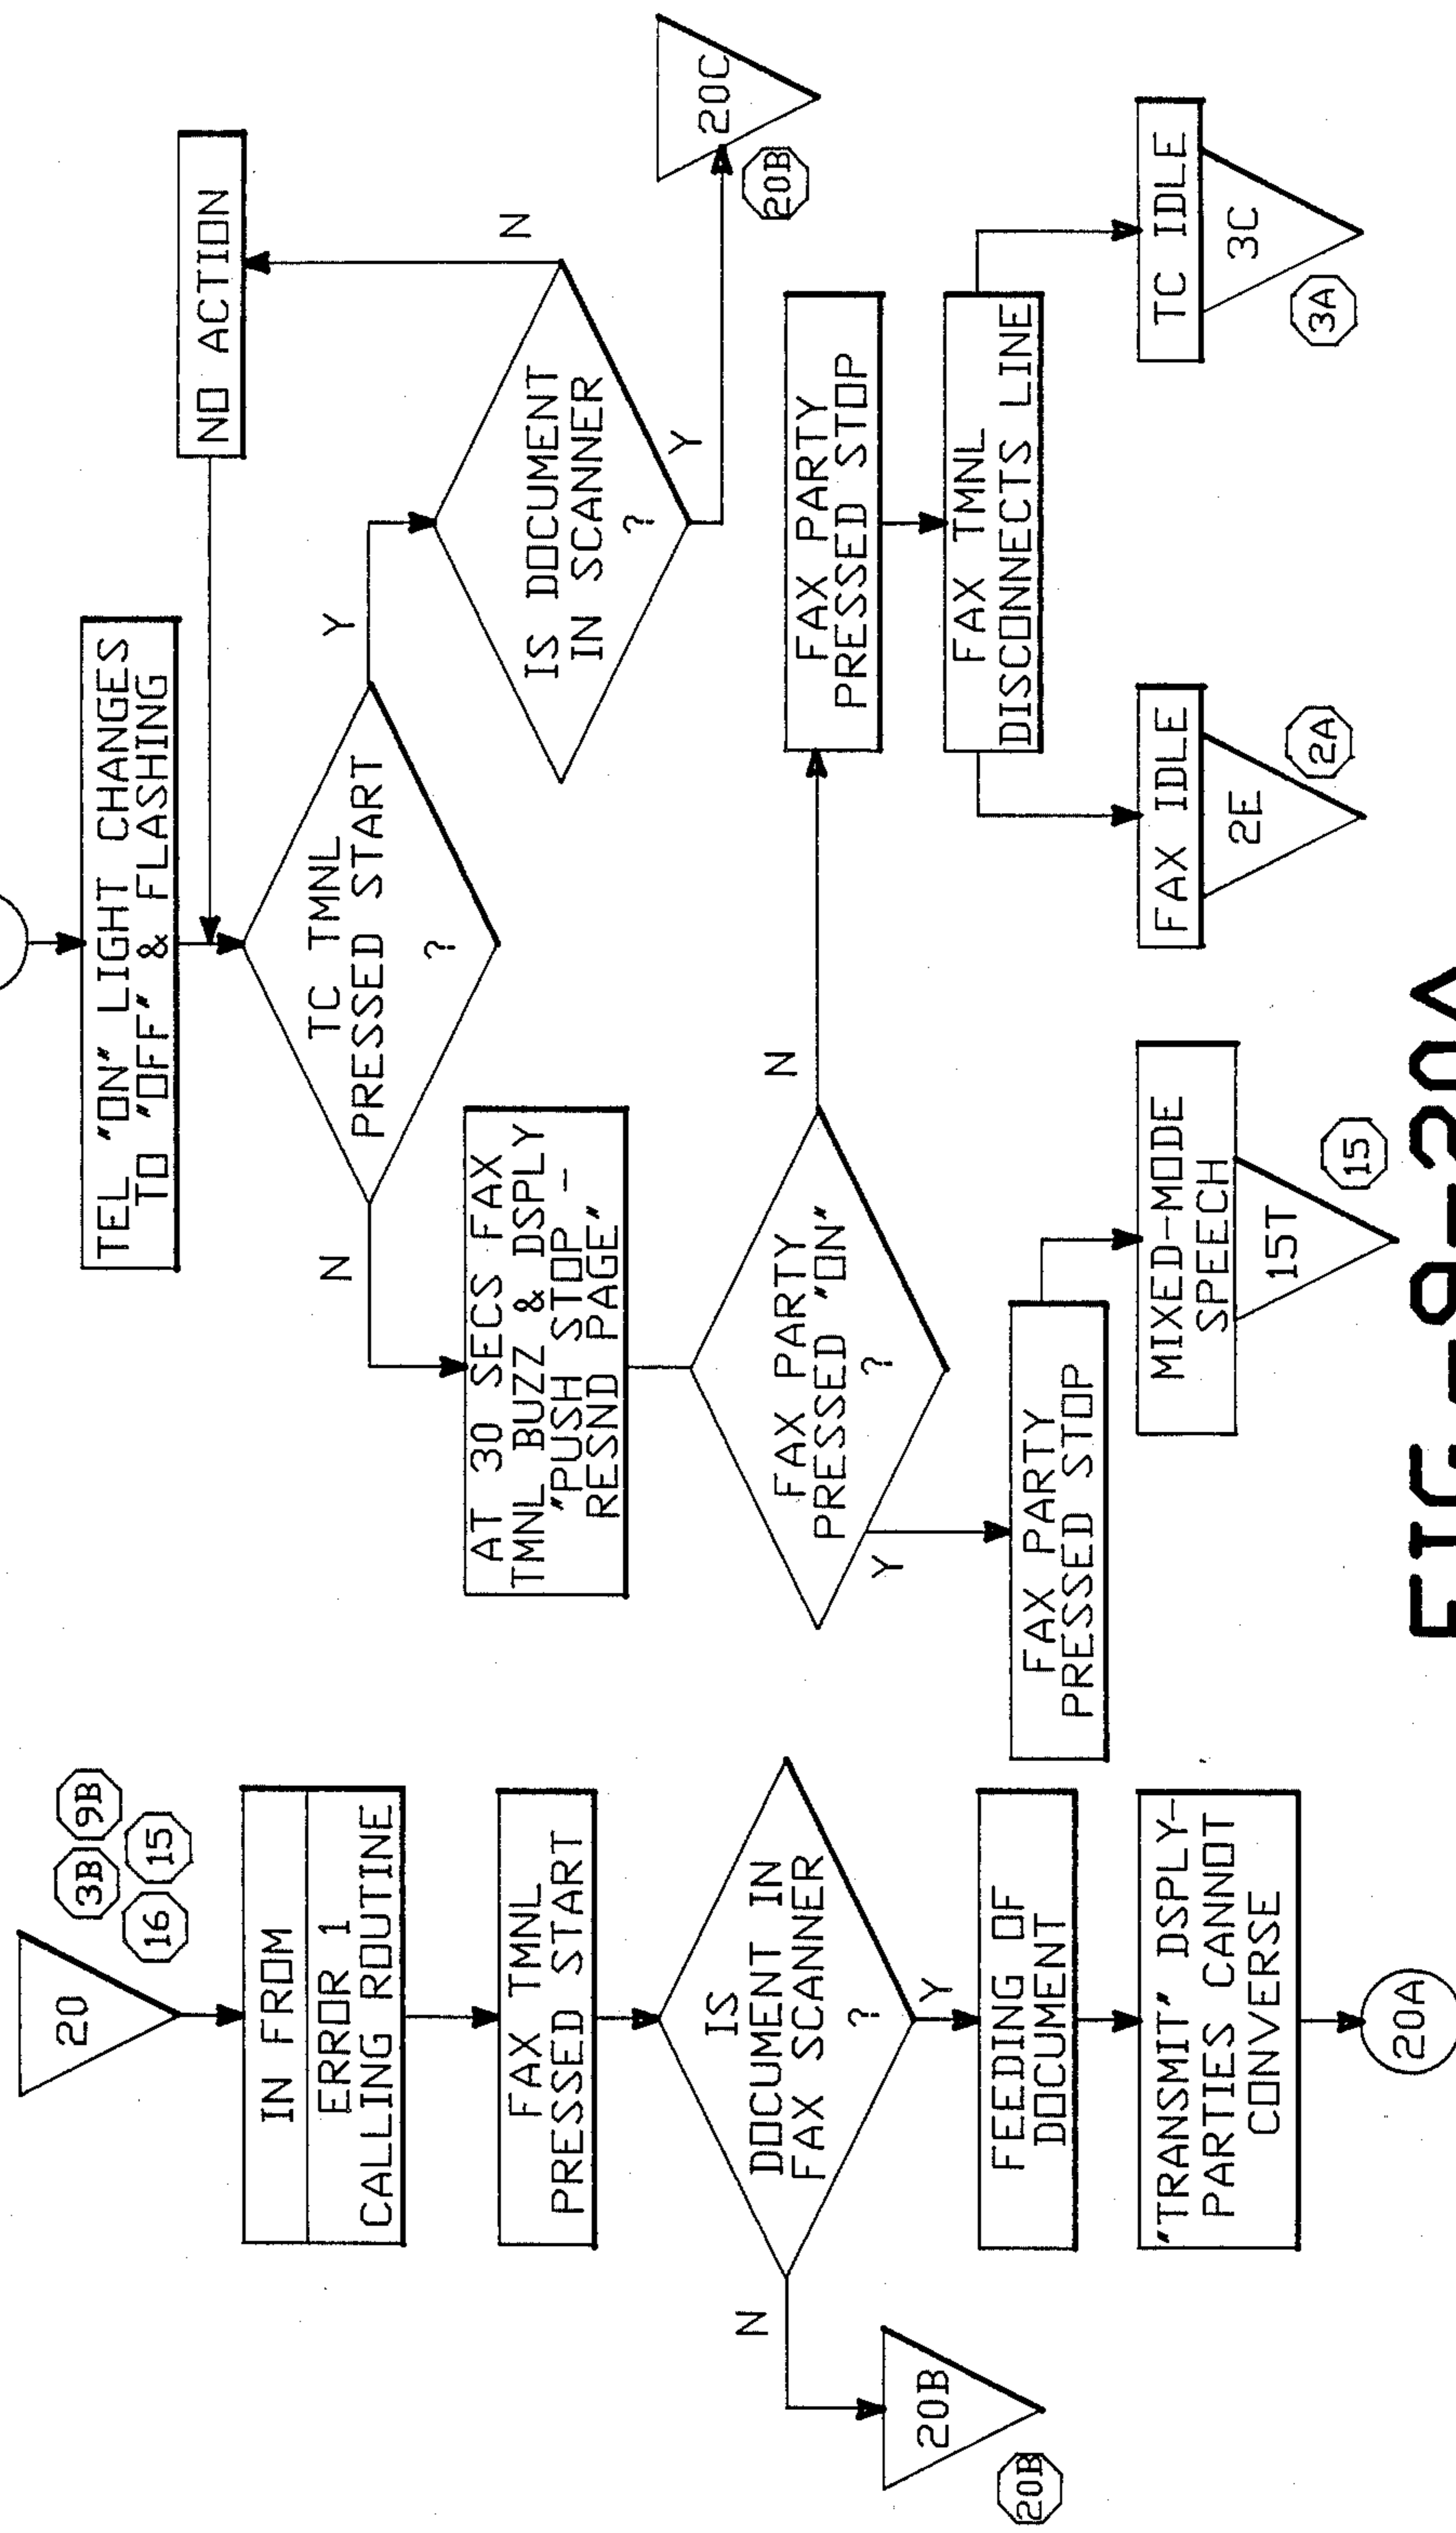 20
3B
9B
16
15
IN FROM
ERROR 1
CALLING ROUTINE
FAX TMNL
PRESSED START
IS
DOCUMENT IN
FAX SCANNER
?
N
20B
20B
Y
FEEDING OF
DOCUMENT
"TRANSMIT" DSPLY-
PARTIES CANNOT
CONVERSE
20A
TEL "ON" LIGHT CHANGES
TO "OFF" & FLASHING
NO ACTION
TC TMNL
PRESSED START
?
N
Y
AT 30 SECS FAX
TMNL BUZZ & DSPLY
"PUSH STOP -
RESND PAGE"
IS DOCUMENT
IN SCANNER
?
N
Y
20C
20B
FAX PARTY
PRESSED "ON"
?
N
Y
FAX PARTY
PRESSED STOP
FAX TMNL
DISCONNECTS LINE
FAX PARTY
PRESSED STOP
MIXED-MODE
SPEECH
15T
15
FAX IDLE
2E
2A
TC IDLE
3C
3A